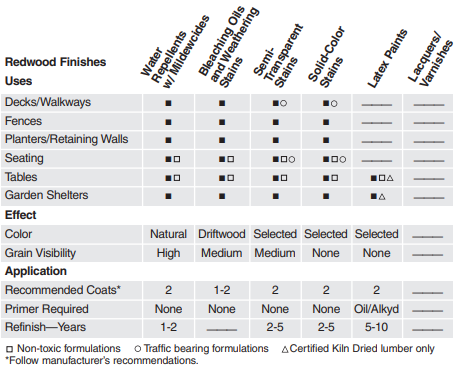 Redwood Finishes
Uses
Water Repellents w/ Mildewcides
Bleaching Oils and Weathering Stains
Semi-Transparent Stains
Solid-Color Stains
Latex Paints
Lacquers/Varnishes
Decks/Walkways ■ ■ ■○ ■○ —— ——
Fences ■ ■ ■ ■ —— ——
Planters/Retaining Walls ■ ■ ■ ■ —— ——
Seating ■□ ■□ ■□○ ■□○ —— ——
Tables ■□ ■□ ■□ ■□ ■□△ ——
Garden Shelters ■ ■ ■ ■ ■△ ——
Effect
Color Natural Driftwood Selected Selected Selected ——
Grain Visibility High Medium Medium None None ——
Application
Recommended Coats* 2 1-2 2 2 2 ——
Primer Required None None None None Oil/Alkyd ——
Refinish—Years 1-2 —— 2-5 2-5 5-10 ——
□ Non-toxic formulations ○ Traffic bearing formulations △ Certified Kiln Dried lumber only
*Follow manufacturer's recommendations.